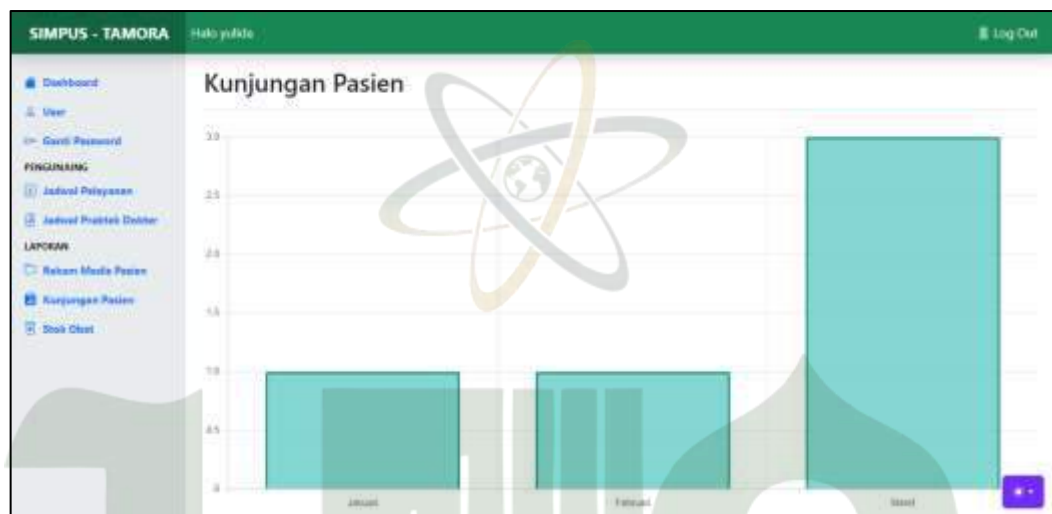 SIMPUS - TAMORA
Halo yulida
Log Out
Dashboard
User
Ganti Password
PENGUNJUNG
Jadwal Pelayanan
Jadwal Praktek Dokter
LAPORAN
Rekam Medis Pasien
Kunjungan Pasien
Stok Obat
Kunjungan Pasien
3.0
2.5
2.0
1.5
1.0
0.5
0
Januari
Februari
Maret